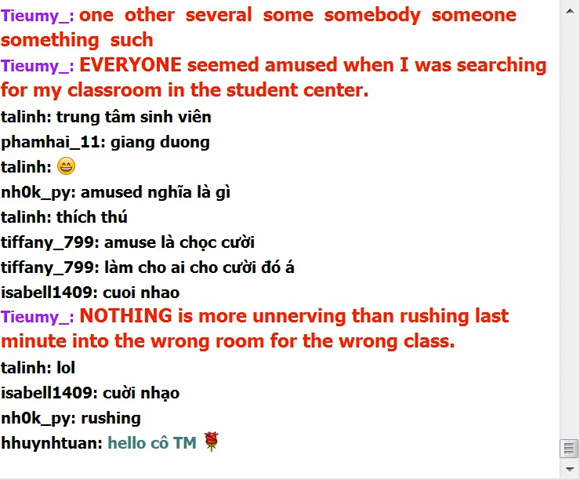 Tieumy_: one other several some somebody someone
something such
Tieumy_: EVERYONE seemed amused when I was searching
for my classroom in the student center.
talinh: trung tâm sinh viên
phamhai_11: giang duong
talinh: 😄
nh0k_py: amused nghĩa là gì
talinh: thích thú
tiffany_799: amuse là chọc cười
tiffany_799: làm cho ai cho cười đó á
isabell1409: cuoi nhao
Tieumy_: NOTHING is more unnerving than rushing last
minute into the wrong room for the wrong class.
talinh: lol
isabell1409: cuời nhạo
nh0k_py: rushing
hhuynhtuan: hello cô TM 🌹